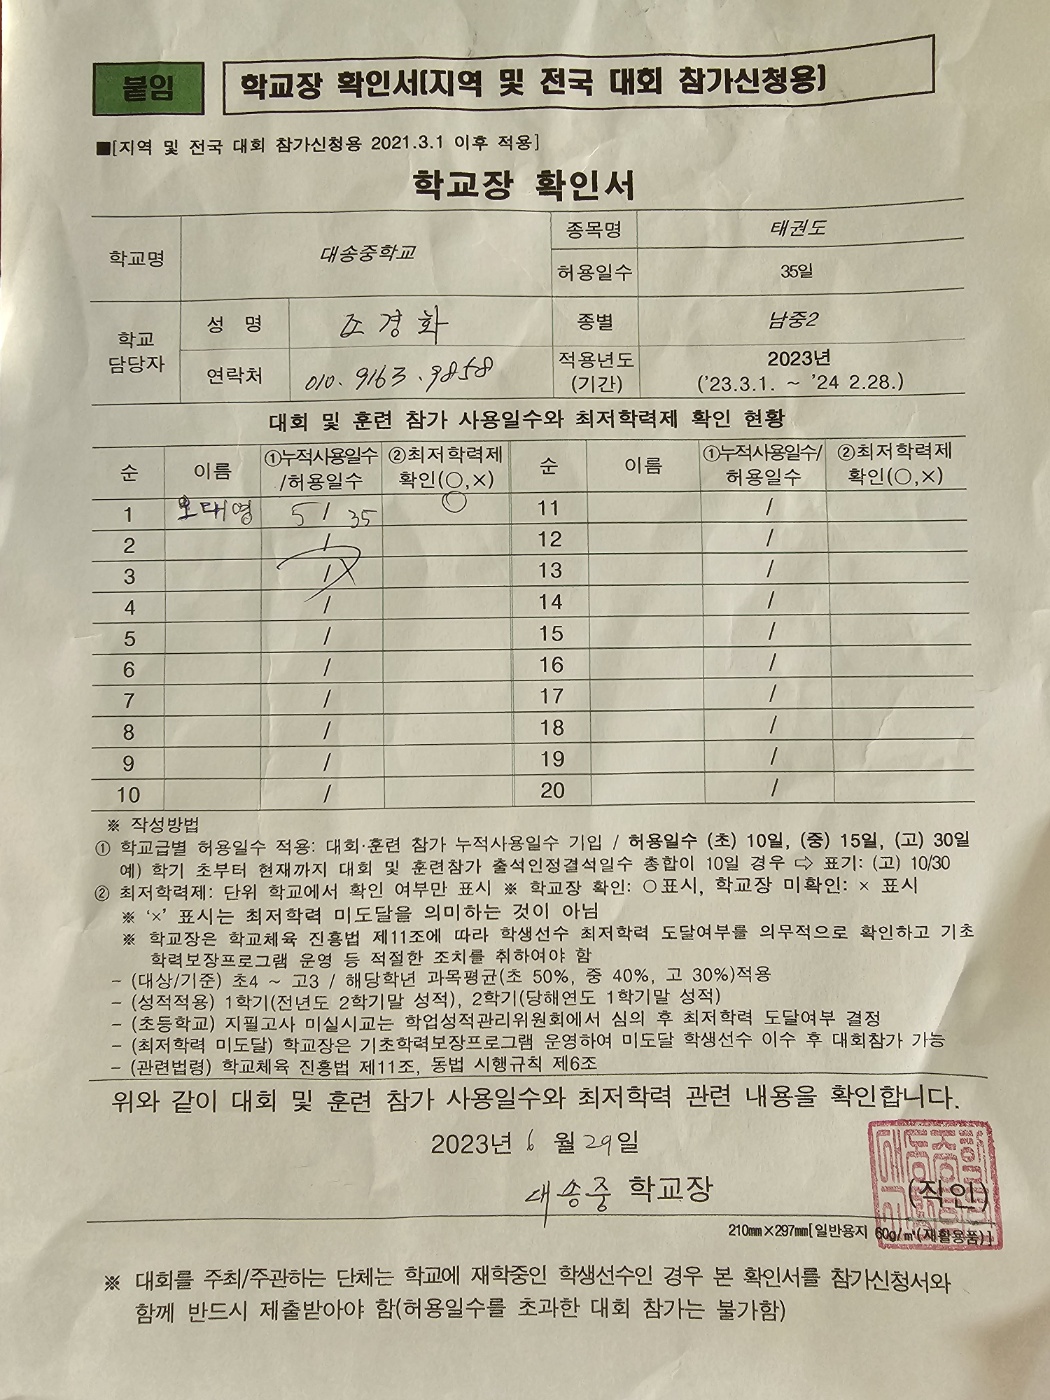 붙임
학교장 확인서(지역 및 전국 대회 참가신청용)
■[지역 및 전국 대회 참가신청용 2021.3.1 이후 적용]
학교장 확인서
학교명 대송중학교 종목명 태권도
허용일수 35일
학교 담당자 성 명 조경화 종별 남중2
연락처 010. 9163. 9858 적용년도 (기간) 2023년 ('23.3.1. ~ '24 2.28.)
대회 및 훈련 참가 사용일수와 최저학력제 확인 현황
순 이름 ①누적사용일수/허용일수 ②최저학력제 확인(○,×) 순 이름 ①누적사용일수/허용일수 ②최저학력제 확인(○,×)
1 오대영 5 / 35 ○ 11 /
2 / 12 /
3 / 13 /
4 / 14 /
5 / 15 /
6 / 16 /
7 / 17 /
8 / 18 /
9 / 19 /
10 / 20 /
※ 작성방법
① 학교급별 허용일수 적용: 대회·훈련 참가 누적사용일수 기입 / 허용일수 (초) 10일, (중) 15일, (고) 30일
예) 학기 초부터 현재까지 대회 및 훈련참가 출석인정결석일수 총합이 10일 경우 ⇨ 표기: (고) 10/30
② 최저학력제: 단위 학교에서 확인 여부만 표시 ※ 학교장 확인: ○표시, 학교장 미확인: × 표시
※ '×' 표시는 최저학력 미도달을 의미하는 것이 아님
※ 학교장은 학교체육 진흥법 제11조에 따라 학생선수 최저학력 도달여부를 의무적으로 확인하고 기초
학력보장프로그램 운영 등 적절한 조치를 취하여야 함
- (대상/기준) 초4 ~ 고3 / 해당학년 과목평균(초 50%, 중 40%, 고 30%)적용
- (성적적용) 1학기(전년도 2학기말 성적), 2학기(당해연도 1학기말 성적)
- (초등학교) 지필고사 미실시교는 학업성적관리위원회에서 심의 후 최저학력 도달여부 결정
- (최저학력 미도달) 학교장은 기초학력보장프로그램 운영하여 미도달 학생선수 이수 후 대회참가 가능
- (관련법령) 학교체육 진흥법 제11조, 동법 시행규칙 제6조
위와 같이 대회 및 훈련 참가 사용일수와 최저학력 관련 내용을 확인합니다.
2023년 6 월 29일
대송중 학교장 (직인)
210㎜×297㎜[일반용지 60g/㎡(재활용품)]
※ 대회를 주최/주관하는 단체는 학교에 재학중인 학생선수인 경우 본 확인서를 참가신청서와
함께 반드시 제출받아야 함(허용일수를 초과한 대회 참가는 불가함)